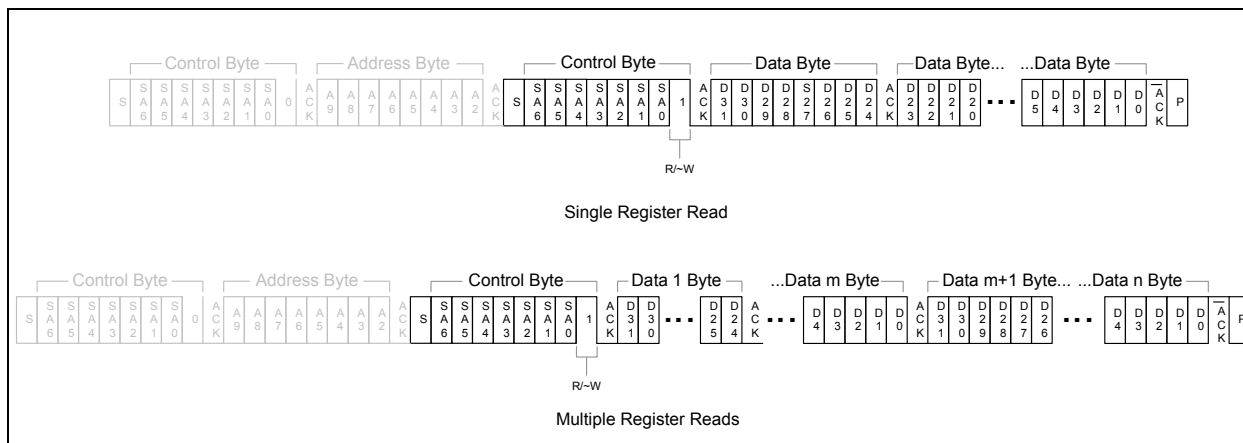 Control Byte Address Byte Control Byte Data Byte Data Byte... ...Data Byte
S SA6 SA5 SA4 SA3 SA2 SA1 SA0 0 ACK A9 A8 A7 A6 A5 A4 A3 A2 ACK S SA6 SA5 SA4 SA3 SA2 SA1 SA0 1 ACK D31 D30 D29 D28 S27 D26 D25 D24 ACK D23 D22 D21 D20 ... D5 D4 D3 D2 D1 D0 ACK P
R/~W
Single Register Read
Control Byte Address Byte Control Byte Data 1 Byte ...Data m Byte Data m+1 Byte... ...Data n Byte
S SA6 SA5 SA4 SA3 SA2 SA1 SA0 0 ACK A9 A8 A7 A6 A5 A4 A3 A2 ACK S SA6 SA5 SA4 SA3 SA2 SA1 SA0 1 ACK D31 D30 ... D25 D24 ACK ... D4 D3 D2 D1 D0 ACK D31 D30 D29 D28 D27 D26 ... D4 D3 D2 D1 D0 ACK P
R/~W
Multiple Register Reads